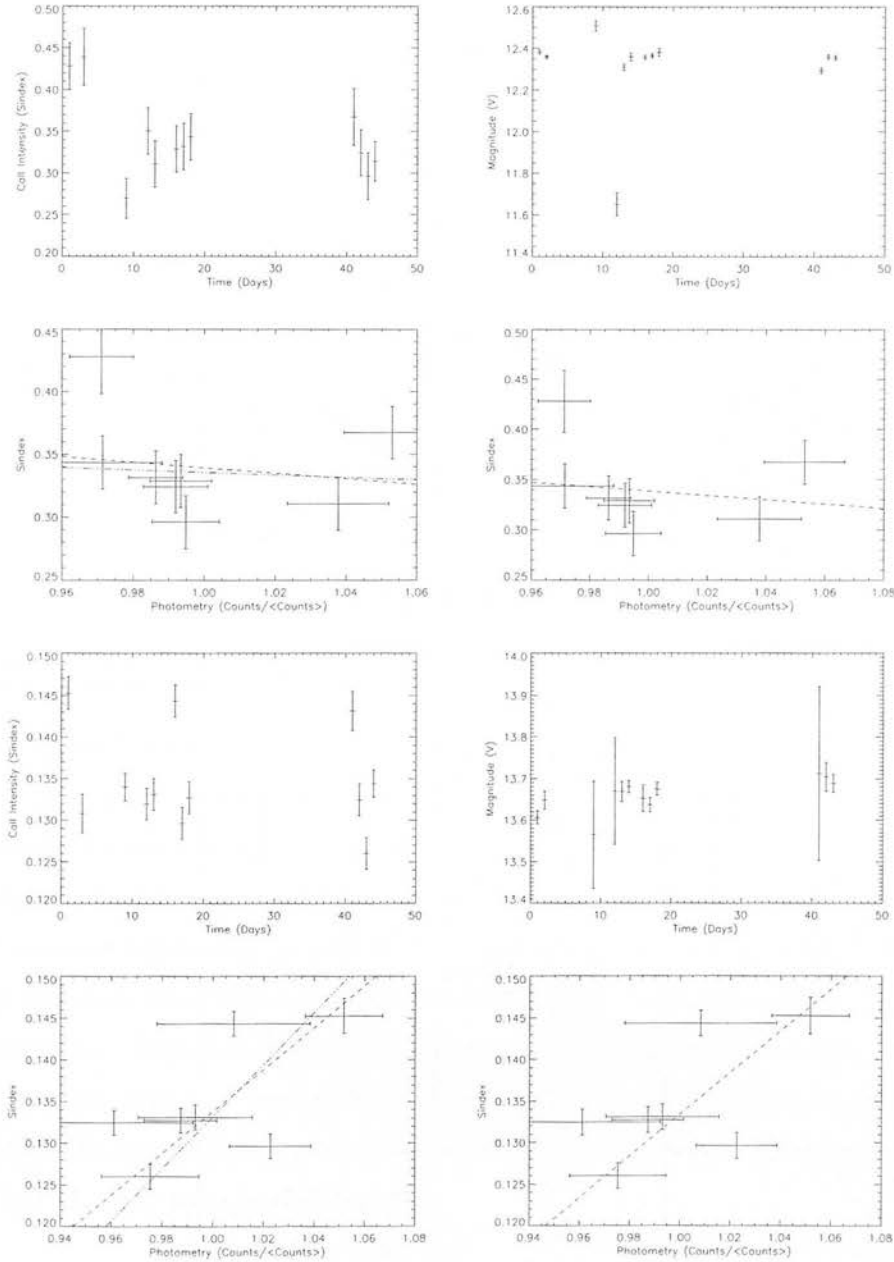 0.50
0.45
0.40
0.35
0.30
0.25
0.20
CaII Intensity (Sindex)
0 10 20 30 40 50
Time (Days)
12.6
12.4
12.2
12.0
11.8
11.6
11.4
Magnitude (V)
0 10 20 30 40 50
Time (Days)
0.45
0.40
0.35
0.30
0.25
Sindex
0.96 0.98 1.00 1.02 1.04 1.06
Photometry (Counts/<Counts>)
0.50
0.45
0.40
0.35
0.30
0.25
Sindex
0.96 0.98 1.00 1.02 1.04 1.06 1.08
Photometry (Counts/<Counts>)
0.150
0.145
0.140
0.135
0.130
0.125
0.120
CaII Intensity (Sindex)
0 10 20 30 40 50
Time (Days)
14.0
13.9
13.8
13.7
13.6
13.5
13.4
Magnitude (V)
0 10 20 30 40 50
Time (Days)
0.150
0.145
0.140
0.135
0.130
0.125
0.120
Sindex
0.94 0.96 0.98 1.00 1.02 1.04 1.06 1.08
Photometry (Counts/<Counts>)
0.150
0.145
0.140
0.135
0.130
0.125
0.120
Sindex
0.94 0.96 0.98 1.00 1.02 1.04 1.06 1.08
Photometry (Counts/<Counts>)